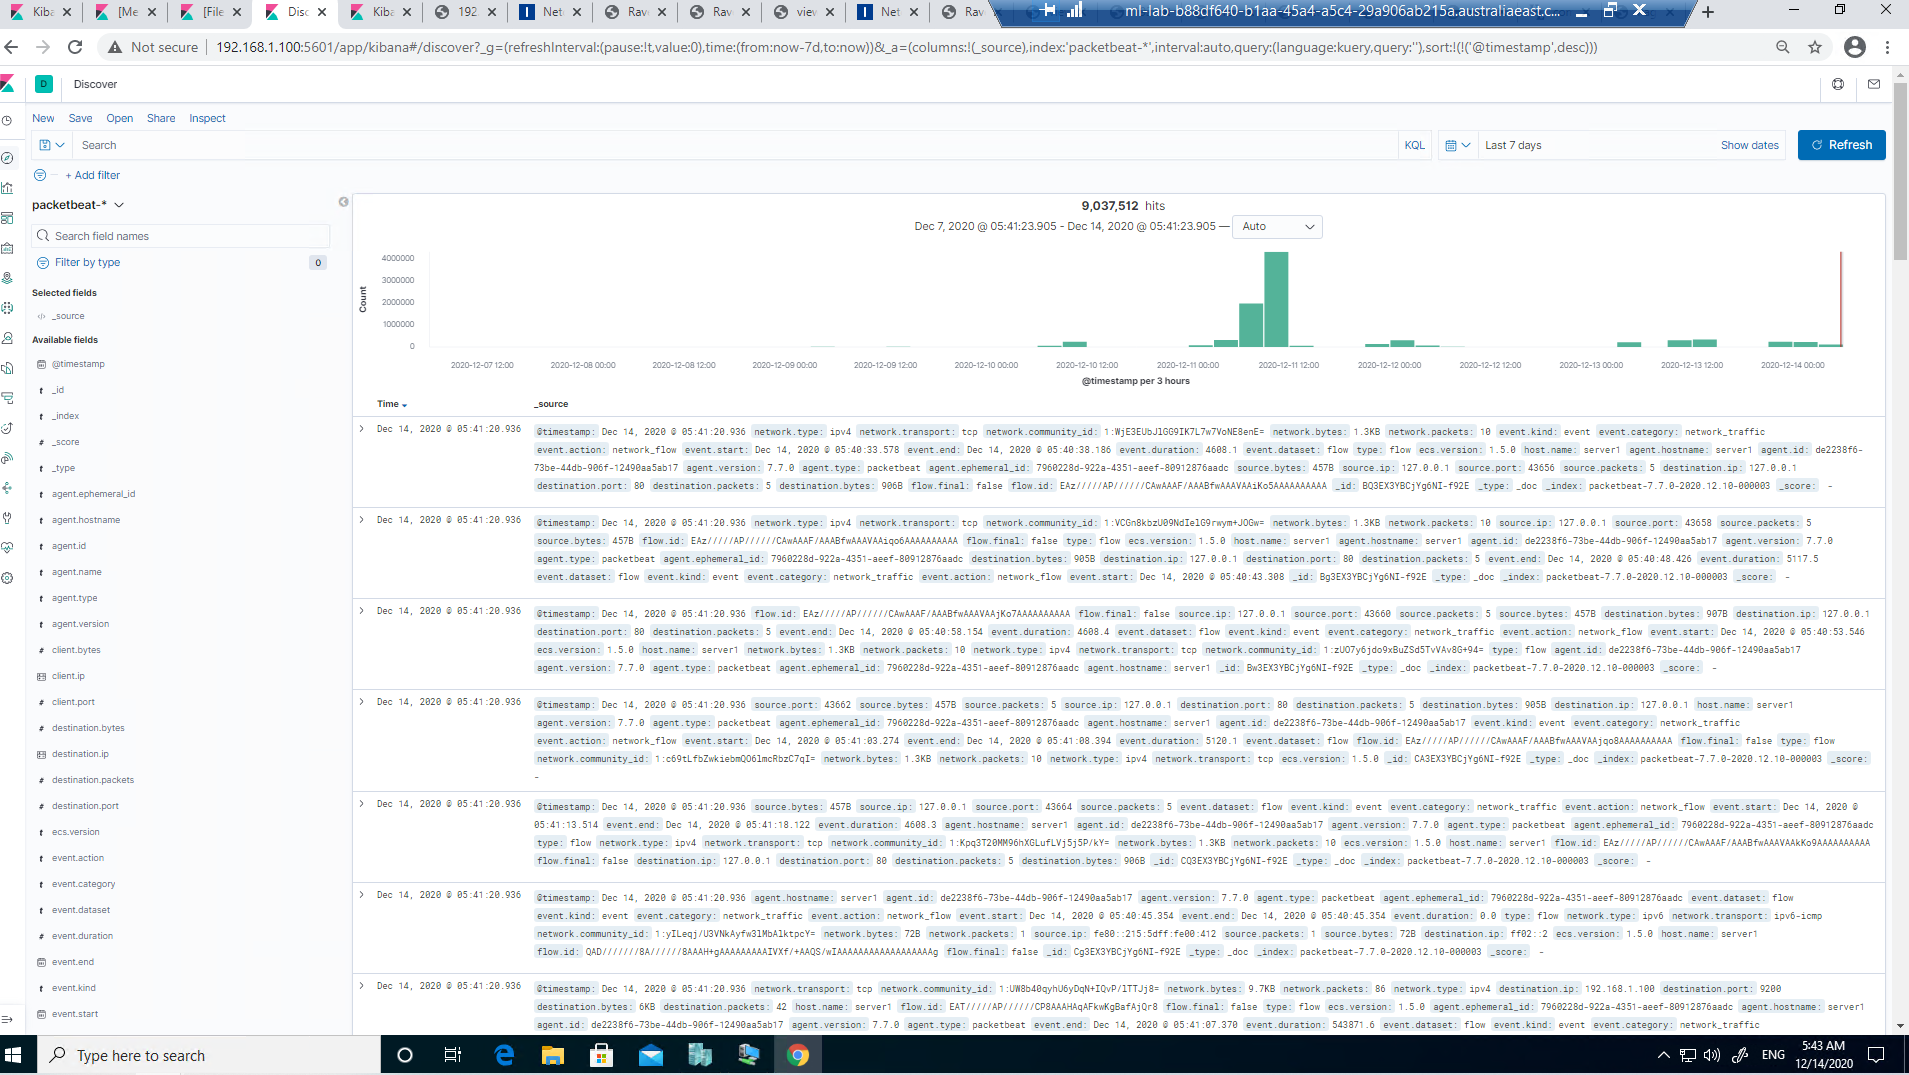 Kiba
[Me
[File
Disc
Kiba
192.
Net
Rave
Rave
view
Net
Rave
ml-lab-b88df640-b1aa-45a4-a5c4-29a906ab215a.australiaeast.c...
Not secure
192.168.1.100:5601/app/kibana#/discover?_g=(refreshInterval:(pause:!t,value:0),time:(from:now-7d,to:now))&_a=(columns:!(_source),index:'packetbeat-*',interval:auto,query:(language:kuery,query:''),sort:!(!('@timestamp',desc)))
D
Discover
New Save Open Share Inspect
Search
KQL
Last 7 days
Show dates
Refresh
+ Add filter
packetbeat-*
Search field names
Filter by type
0
Selected fields
_source
Available fields
@timestamp
t _id
t _index
# _score
t _type
t agent.ephemeral_id
t agent.hostname
t agent.id
t agent.name
t agent.type
t agent.version
# client.bytes
client.ip
# client.port
# destination.bytes
destination.ip
# destination.packets
# destination.port
t ecs.version
t event.action
t event.category
t event.dataset
# event.duration
event.end
t event.kind
event.start
9,037,512 hits
Dec 7, 2020 @ 05:41:23.905 - Dec 14, 2020 @ 05:41:23.905 —
Auto
Count
4000000
3000000
2000000
1000000
0
2020-12-07 12:00
2020-12-08 00:00
2020-12-08 12:00
2020-12-09 00:00
2020-12-09 12:00
2020-12-10 00:00
2020-12-10 12:00
2020-12-11 00:00
2020-12-11 12:00
2020-12-12 00:00
2020-12-12 12:00
2020-12-13 00:00
2020-12-13 12:00
2020-12-14 00:00
@timestamp per 3 hours
Time
_source
Dec 14, 2020 @ 05:41:20.936
@timestamp: Dec 14, 2020 @ 05:41:20.936 network.type: ipv4 network.transport: tcp network.community_id: 1:WjE3EUbJlGG9IK7L7w7VoNE8enE= network.bytes: 1.3KB network.packets: 10 event.kind: event event.category: network_traffic
event.action: network_flow event.start: Dec 14, 2020 @ 05:40:33.578 event.end: Dec 14, 2020 @ 05:40:38.186 event.duration: 4608.1 event.dataset: flow type: flow ecs.version: 1.5.0 host.name: server1 agent.hostname: server1 agent.id: de2238f6-
73be-44db-906f-12490aa5ab17 agent.version: 7.7.0 agent.type: packetbeat agent.ephemeral_id: 7960228d-922a-4351-aeef-80912876aadc source.bytes: 457B source.ip: 127.0.0.1 source.port: 43656 source.packets: 5 destination.ip: 127.0.0.1
destination.port: 80 destination.packets: 5 destination.bytes: 906B flow.final: false flow.id: EAz/////AP//////CAwAAAF/AAABfwAAAVAAiKo5AAAAAAAAAA _id: BQ3EX3YBCjYg6NI-f92E _type: _doc _index: packetbeat-7.7.0-2020.12.10-000003 _score: -
Dec 14, 2020 @ 05:41:20.936
@timestamp: Dec 14, 2020 @ 05:41:20.936 network.type: ipv4 network.transport: tcp network.community_id: 1:VCGn8kbzU09NdIelG9rwym+JOGw= network.bytes: 1.3KB network.packets: 10 source.ip: 127.0.0.1 source.port: 43658 source.packets: 5
source.bytes: 457B flow.id: EAz/////AP//////CAwAAAF/AAABfwAAAVAAiqo6AAAAAAAAAA flow.final: false type: flow ecs.version: 1.5.0 host.name: server1 agent.hostname: server1 agent.id: de2238f6-73be-44db-906f-12490aa5ab17 agent.version: 7.7.0
agent.type: packetbeat agent.ephemeral_id: 7960228d-922a-4351-aeef-80912876aadc destination.bytes: 905B destination.ip: 127.0.0.1 destination.port: 80 destination.packets: 5 event.end: Dec 14, 2020 @ 05:40:48.426 event.duration: 5117.5
event.dataset: flow event.kind: event event.category: network_traffic event.action: network_flow event.start: Dec 14, 2020 @ 05:40:43.308 _id: Bg3EX3YBCjYg6NI-f92E _type: _doc _index: packetbeat-7.7.0-2020.12.10-000003 _score: -
Dec 14, 2020 @ 05:41:20.936
@timestamp: Dec 14, 2020 @ 05:41:20.936 flow.id: EAz/////AP//////CAwAAAF/AAABfwAAAVAAjKo7AAAAAAAAAA flow.final: false source.ip: 127.0.0.1 source.port: 43660 source.packets: 5 source.bytes: 457B destination.bytes: 907B destination.ip: 127.0.0.1
destination.port: 80 destination.packets: 5 event.end: Dec 14, 2020 @ 05:40:58.154 event.duration: 4608.4 event.dataset: flow event.kind: event event.category: network_traffic event.action: network_flow event.start: Dec 14, 2020 @ 05:40:53.546
ecs.version: 1.5.0 host.name: server1 network.bytes: 1.3KB network.packets: 10 network.type: ipv4 network.transport: tcp network.community_id: 1:zUO7y6jdo9xBuZSd5TvVAv8G+94= type: flow agent.id: de2238f6-73be-44db-906f-12490aa5ab17
agent.version: 7.7.0 agent.type: packetbeat agent.ephemeral_id: 7960228d-922a-4351-aeef-80912876aadc agent.hostname: server1 _id: Bw3EX3YBCjYg6NI-f92E _type: _doc _index: packetbeat-7.7.0-2020.12.10-000003 _score: -
Dec 14, 2020 @ 05:41:20.936
@timestamp: Dec 14, 2020 @ 05:41:20.936 source.port: 43662 source.bytes: 457B source.packets: 5 source.ip: 127.0.0.1 destination.port: 80 destination.packets: 5 destination.bytes: 905B destination.ip: 127.0.0.1 host.name: server1
agent.version: 7.7.0 agent.type: packetbeat agent.ephemeral_id: 7960228d-922a-4351-aeef-80912876aadc agent.hostname: server1 agent.id: de2238f6-73be-44db-906f-12490aa5ab17 event.kind: event event.category: network_traffic
event.action: network_flow event.start: Dec 14, 2020 @ 05:41:03.274 event.end: Dec 14, 2020 @ 05:41:08.394 event.duration: 5120.1 event.dataset: flow flow.id: EAz/////AP//////CAwAAAF/AAABfwAAAVAAjqo8AAAAAAAAAA flow.final: false type: flow
network.community_id: 1:c69tLfbZwkiebmQO6lmcRbzC7qI= network.bytes: 1.3KB network.packets: 10 network.type: ipv4 network.transport: tcp ecs.version: 1.5.0 _id: CA3EX3YBCjYg6NI-f92E _type: _doc _index: packetbeat-7.7.0-2020.12.10-000003 _score:
-
Dec 14, 2020 @ 05:41:20.936
@timestamp: Dec 14, 2020 @ 05:41:20.936 source.bytes: 457B source.ip: 127.0.0.1 source.port: 43664 source.packets: 5 event.dataset: flow event.kind: event event.category: network_traffic event.action: network_flow event.start: Dec 14, 2020 @
05:41:13.514 event.end: Dec 14, 2020 @ 05:41:18.122 event.duration: 4608.3 agent.hostname: server1 agent.id: de2238f6-73be-44db-906f-12490aa5ab17 agent.version: 7.7.0 agent.type: packetbeat agent.ephemeral_id: 7960228d-922a-4351-aeef-80912876aadc
type: flow network.type: ipv4 network.transport: tcp network.community_id: 1:Kpq3T20MM96hXGLufLVj5j5P/kY= network.bytes: 1.3KB network.packets: 10 ecs.version: 1.5.0 host.name: server1 flow.id: EAz/////AP//////CAwAAAF/AAABfwAAAVAAkKo9AAAAAAAAAA
flow.final: false destination.ip: 127.0.0.1 destination.port: 80 destination.packets: 5 destination.bytes: 906B _id: CQ3EX3YBCjYg6NI-f92E _type: _doc _index: packetbeat-7.7.0-2020.12.10-000003 _score: -
Dec 14, 2020 @ 05:41:20.936
@timestamp: Dec 14, 2020 @ 05:41:20.936 agent.hostname: server1 agent.id: de2238f6-73be-44db-906f-12490aa5ab17 agent.version: 7.7.0 agent.type: packetbeat agent.ephemeral_id: 7960228d-922a-4351-aeef-80912876aadc event.dataset: flow
event.kind: event event.category: network_traffic event.action: network_flow event.start: Dec 14, 2020 @ 05:40:45.354 event.end: Dec 14, 2020 @ 05:40:45.354 event.duration: 0.0 type: flow network.type: ipv6 network.transport: ipv6-icmp
network.community_id: 1:yILeqj/U3VNkAyfw3lMbAlktpcY= network.bytes: 72B network.packets: 1 source.ip: fe80::215:5dff:fe00:412 source.packets: 1 source.bytes: 72B destination.ip: ff02::2 ecs.version: 1.5.0 host.name: server1
flow.id: QAD///////8A//////8AAAH+gAAAAAAAAAIVXf/+AAQS/wIAAAAAAAAAAAAAAAAAAAg flow.final: false _id: Cg3EX3YBCjYg6NI-f92E _type: _doc _index: packetbeat-7.7.0-2020.12.10-000003 _score: -
Dec 14, 2020 @ 05:41:20.936
@timestamp: Dec 14, 2020 @ 05:41:20.936 network.transport: tcp network.community_id: 1:UW8b40qyhU6yDqN+IQvP/1TTJj8= network.bytes: 9.7KB network.packets: 86 network.type: ipv4 destination.ip: 192.168.1.100 destination.port: 9200
destination.bytes: 6KB destination.packets: 42 host.name: server1 flow.id: EAT/////AP//////CP8AAAHAqAFkwKgBafAjQr8 flow.final: false type: flow ecs.version: 1.5.0 agent.ephemeral_id: 7960228d-922a-4351-aeef-80912876aadc agent.hostname: server1
agent.id: de2238f6-73be-44db-906f-12490aa5ab17 agent.version: 7.7.0 agent.type: packetbeat event.end: Dec 14, 2020 @ 05:41:07.370 event.duration: 543871.6 event.dataset: flow event.kind: event event.category: network_traffic
Type here to search
ENG
5:43 AM
12/14/2020